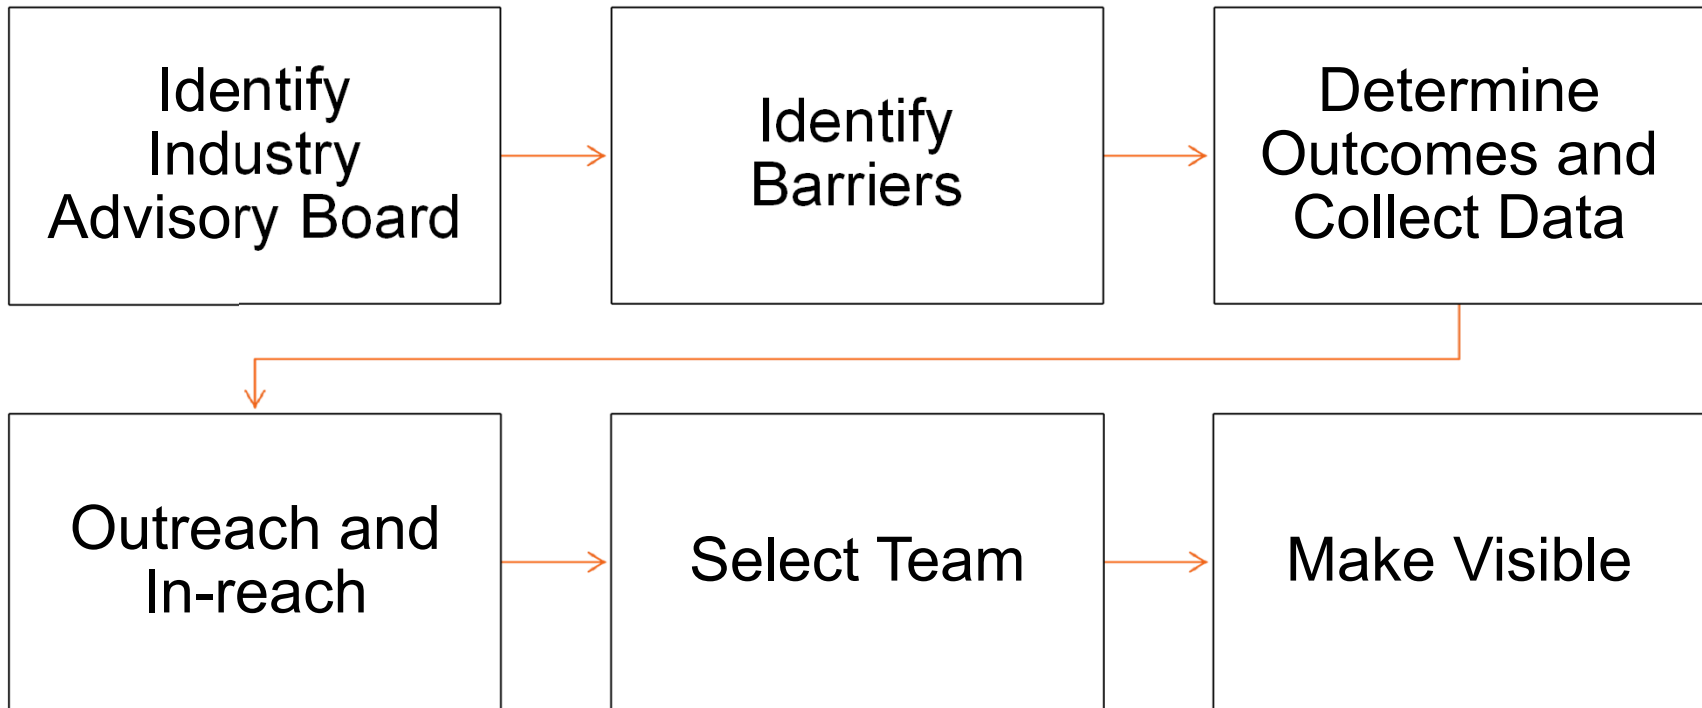 Identify
Industry
Advisory Board
Identify
Barriers
Determine
Outcomes and
Collect Data
Outreach and
In-reach
Select Team
Make Visible